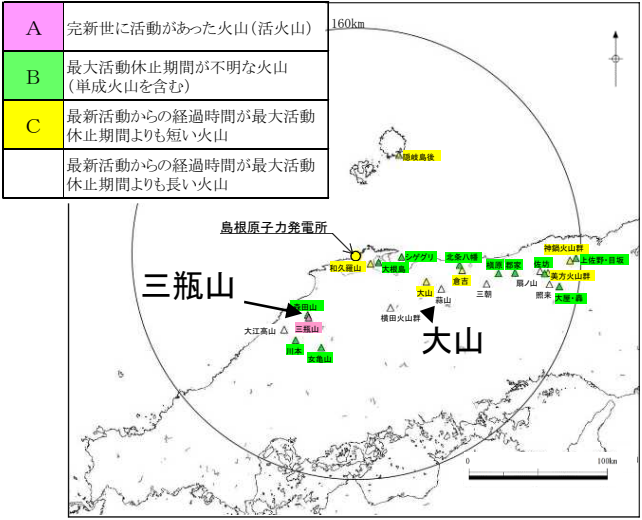 A
完新世に活動があった火山(活火山)
B
最大活動休止期間が不明な火山
(単成火山を含む)
C
最新活動からの経過時間が最大活動
休止期間よりも短い火山
最新活動からの経過時間が最大活動
休止期間よりも長い火山
160km
隠岐島後
島根原子力発電所
シゲグリ
北条八幡
神鍋火山群
和久羅山
大根島
倉吉
槇原
郡家
佐坊
上佐野・目坂
美方火山群
三瓶山
大山
蒜山
三朝
扇ノ山
照来
大屋・轟
森田山
横田火山群
大山
大江高山
三瓶山
川本
女亀山
0
100km